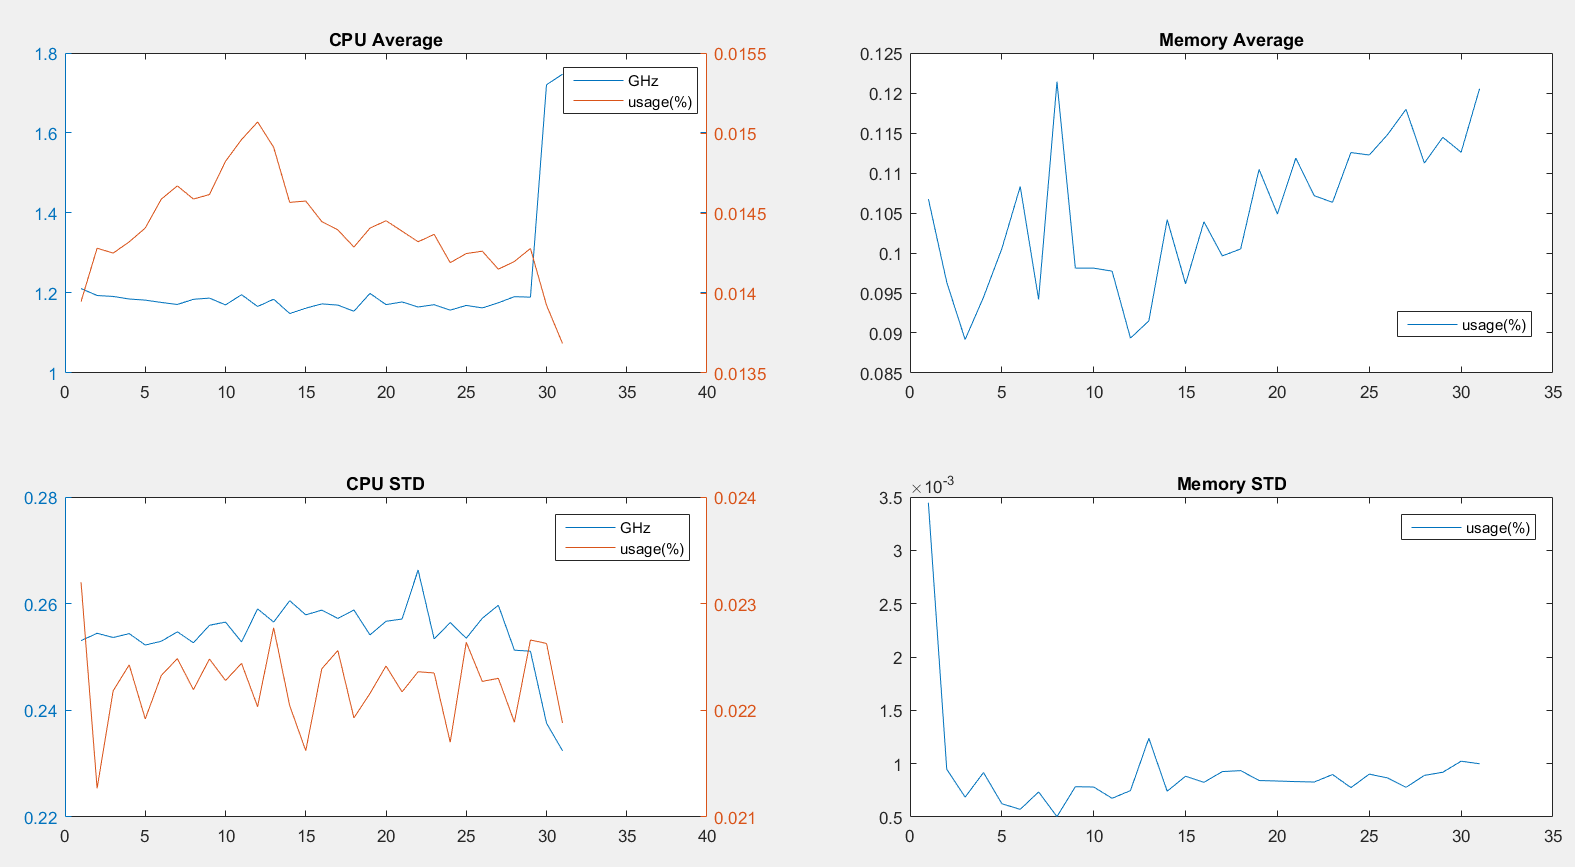 CPU Average
1.8
1.6
1.4
1.2
1
0.0155
0.015
0.0145
0.014
0.0135
GHz
usage(%)
0 5 10 15 20 25 30 35 40
Memory Average
0.125
0.12
0.115
0.11
0.105
0.1
0.095
0.09
0.085
usage(%)
0 5 10 15 20 25 30 35
CPU STD
0.28
0.26
0.24
0.22
0.024
0.023
0.022
0.021
GHz
usage(%)
0 5 10 15 20 25 30 35 40
Memory STD
×10-3
3.5
3
2.5
2
1.5
1
0.5
usage(%)
0 5 10 15 20 25 30 35